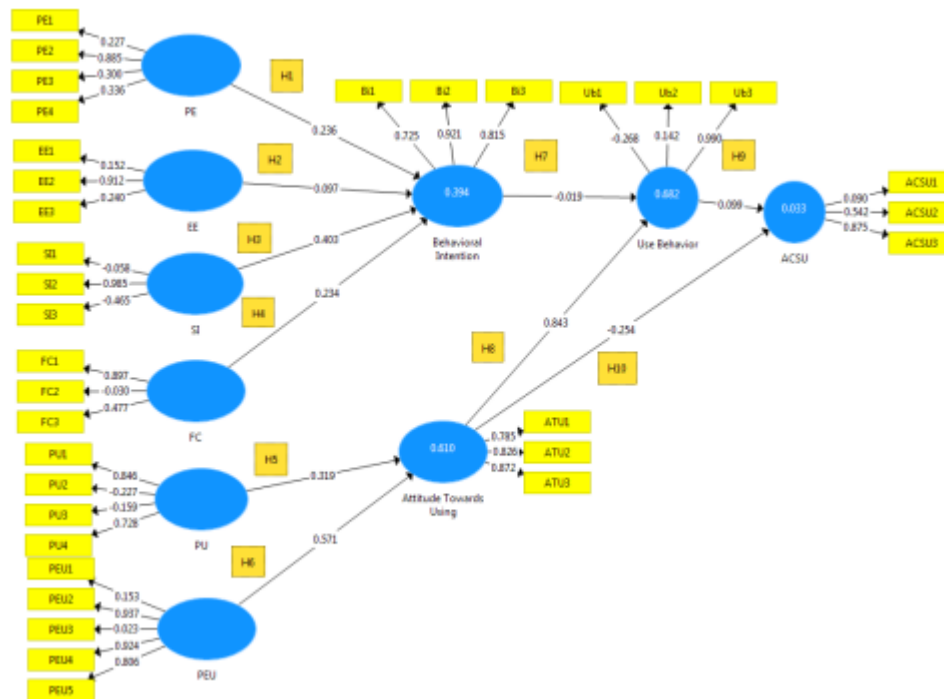 PE1
PE2
PE3
PE4
0.227
0.885
0.300
0.336
PE
H1
0.236
EE1
EE2
EE3
0.152
0.912
0.240
EE
H2
0.097
SI1
SI2
SI3
-0.058
0.985
-0.465
SI
H3
0.403
H4
0.234
FC1
FC2
FC3
0.897
-0.030
0.477
FC
PU1
PU2
PU3
PU4
0.846
-0.227
-0.159
0.728
PU
H5
0.319
PEU1
PEU2
PEU3
PEU4
PEU5
0.153
0.937
0.023
0.924
0.806
PEU
H6
0.571
Bi1
Bi2
Bi3
0.725
0.921
0.815
0.394
Behavioral
Intention
H7
-0.019
Ub1
Ub2
Ub3
-0.268
0.142
0.990
0.682
Use Behavior
H9
0.099
0.033
ACSU
0.090
0.542
0.875
ACSU1
ACSU2
ACSU3
H8
0.843
H10
-0.254
0.610
Attitude Towards
Using
0.785
-0.826
0.872
ATU1
ATU2
ATU3